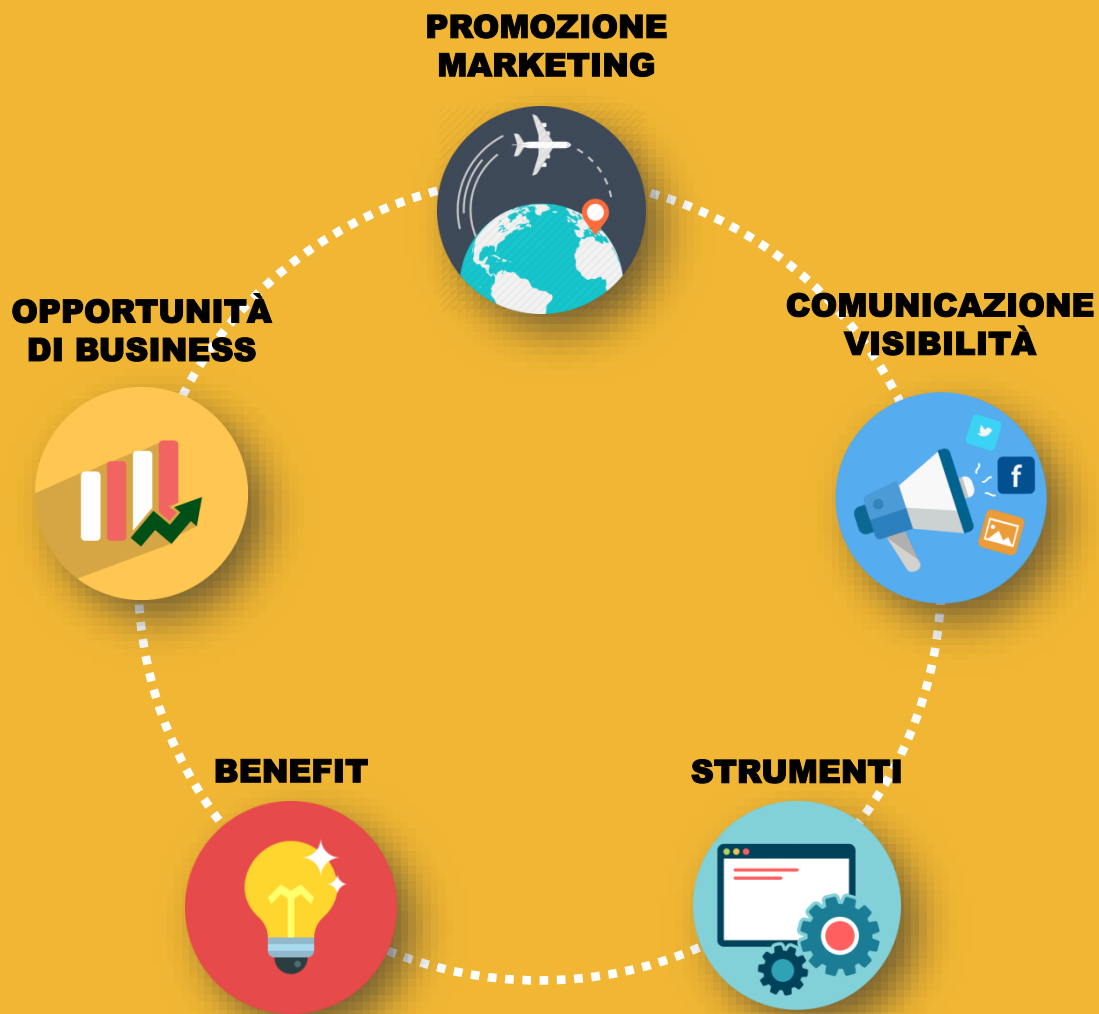 PROMOZIONE
MARKETING
OPPORTUNITÀ
DI BUSINESS
COMUNICAZIONE
VISIBILITÀ
f
BENEFIT
STRUMENTI